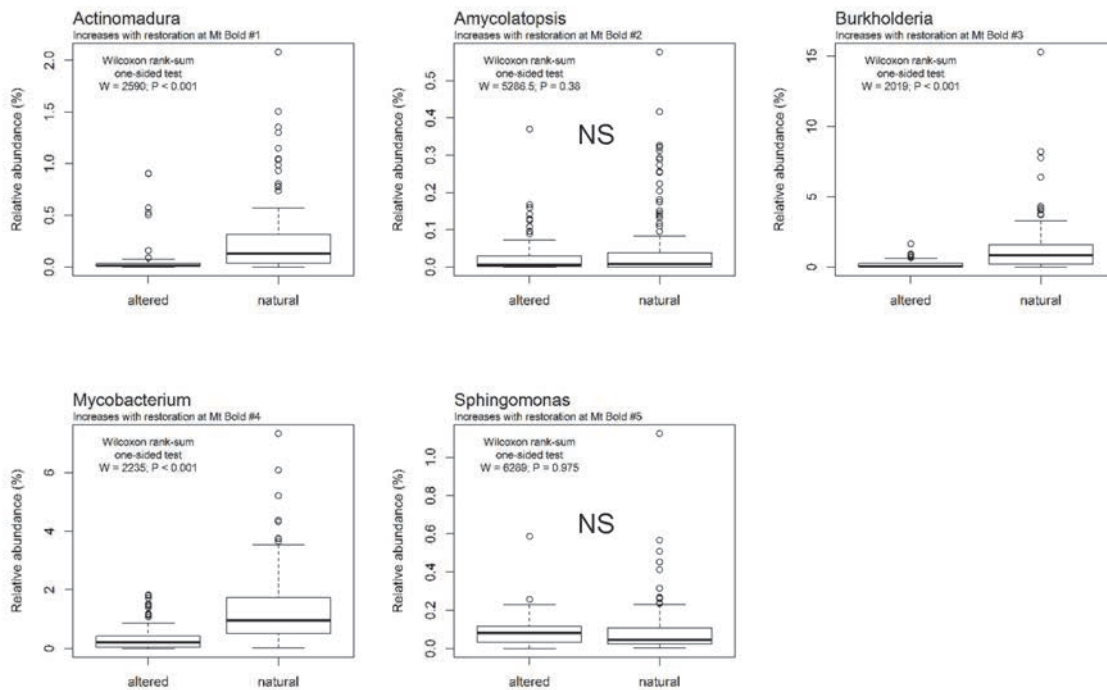 Actinomadura
Increases with restoration at Mt Bold #1
Wilcoxon rank-sum
one-sided test
W = 2590; P < 0.001
Relative abundance (%)
0.0
0.5
1.0
1.5
2.0
altered
natural
Amycolatopsis
Increases with restoration at Mt Bold #2
Wilcoxon rank-sum
one-sided test
W = 5286.5; P = 0.38
NS
Relative abundance (%)
0.0
0.1
0.2
0.3
0.4
0.5
altered
natural
Burkholderia
Increases with restoration at Mt Bold #3
Wilcoxon rank-sum
one-sided test
W = 2019; P < 0.001
Relative abundance (%)
0
5
10
15
altered
natural
Mycobacterium
Increases with restoration at Mt Bold #4
Wilcoxon rank-sum
one-sided test
W = 2235; P < 0.001
Relative abundance (%)
0
2
4
6
altered
natural
Sphingomonas
Increases with restoration at Mt Bold #5
Wilcoxon rank-sum
one-sided test
W = 6289; P = 0.975
NS
Relative abundance (%)
0.0
0.2
0.4
0.6
0.8
1.0
altered
natural